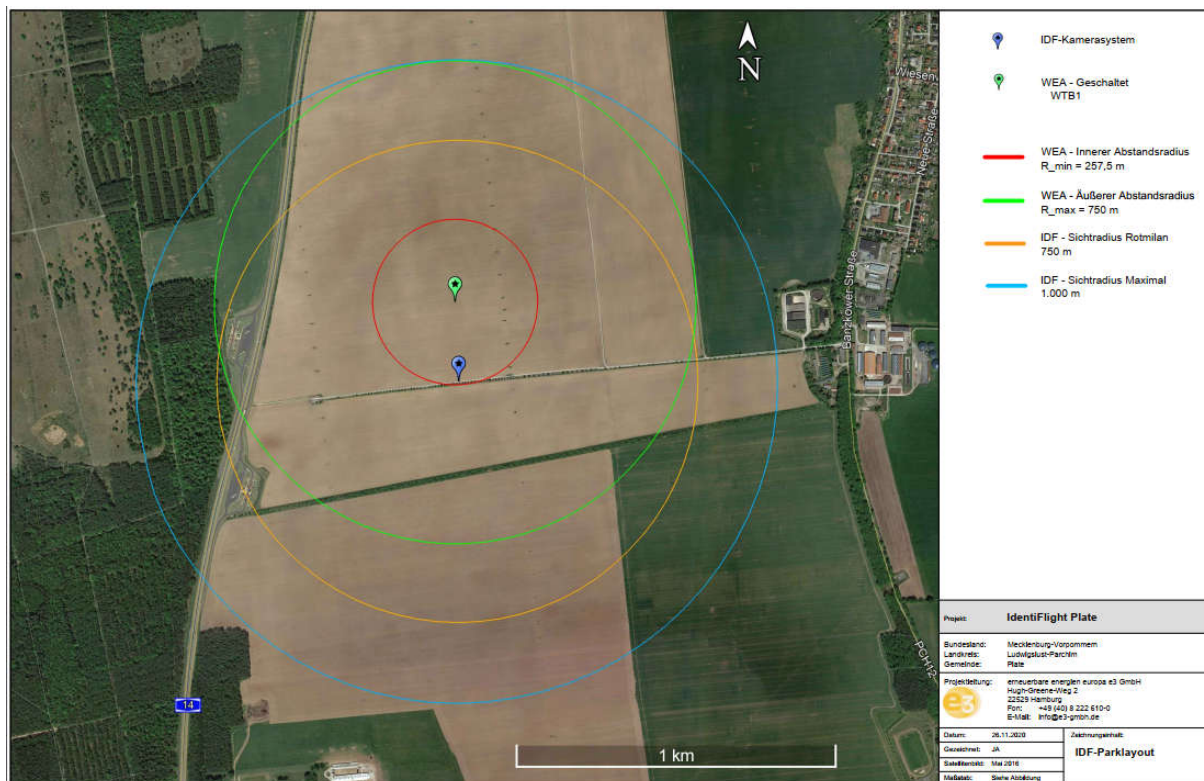 N
Wiesenw
Neue Straße
Banzkower Straße
PCH12
14
1 km
IDF-Kamerasystem
WEA - Geschaltet
WTB1
WEA - Innerer Abstandsradius
R_min = 257,5 m
WEA - Äußerer Abstandsradius
R_max = 750 m
IDF - Sichtradius Rotmilan
750 m
IDF - Sichtradius Maximal
1.000 m
Projekt: IdentiFlight Plate
Bundesland: Mecklenburg-Vorpommern
Landkreis: Ludwigslust-Parchim
Gemeinde: Plate
Projektleitung: erneuerbare energien europa e3 GmbH
Hugh-Greene-Weg 2
22529 Hamburg
Fon: +49 (40) 8 222 610-0
E-Mail: info@e3-gmbh.de
e3
Datum: 26.11.2020
Zeichnungsinhalt:
Gezeichnet: JA
IDF-Parklayout
Satellitenbild: Mai 2016
Maßstab: Siehe Abbildung